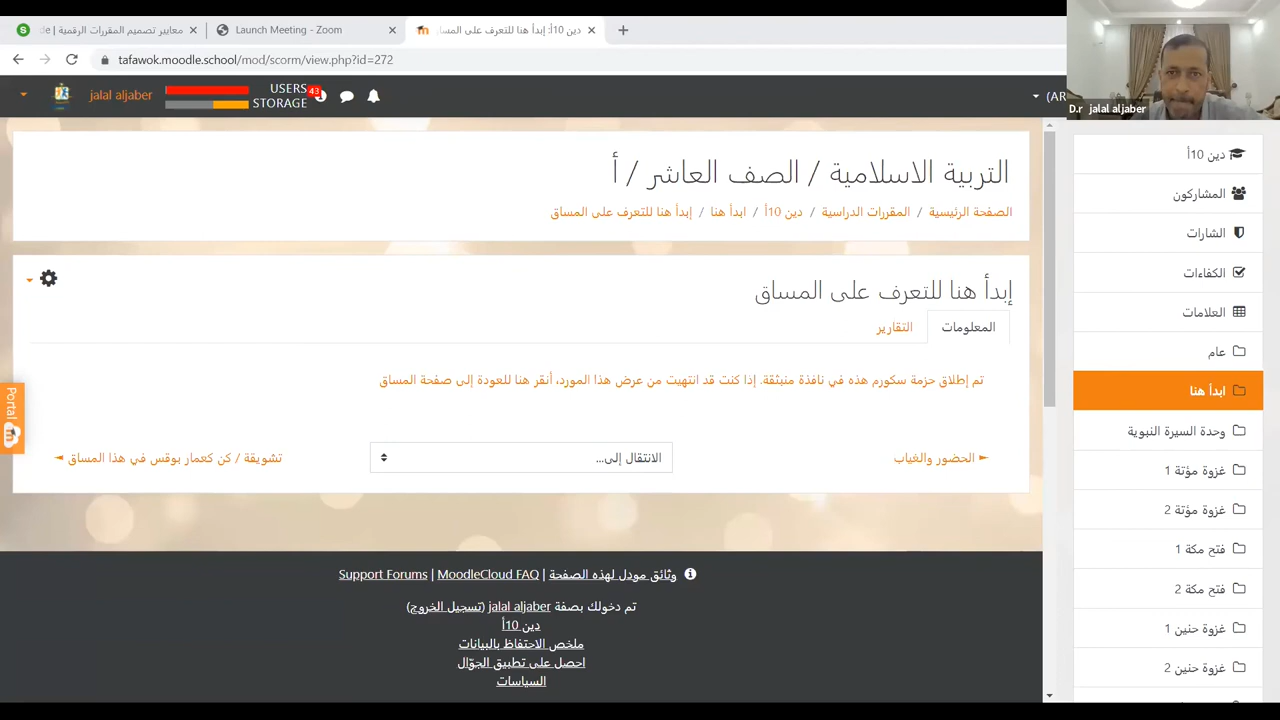 معايير تصميم المقررات الرقمية | de
Launch Meeting - Zoom
دين 10أ: إبدأ هنا للتعرف على المساق
tafawok.moodle.school/mod/scorm/view.php?id=272
jalal aljaber
USERS
STORAGE
43
(AR
D.r jalal aljaber
التربية الاسلامية / الصف العاشر / أ
الصفحة الرئيسية / المقررات الدراسية / دين 10أ / ابدأ هنا / إبدأ هنا للتعرف على المساق
إبدأ هنا للتعرف على المساق
المعلومات
التقارير
تم إطلاق حزمة سكورم هذه في نافذة منبثقة. إذا كنت قد انتهيت من عرض هذا المورد، أنقر هنا للعودة إلى صفحة المساق
► الحضور والغياب
الانتقال إلى...
تشويقة / كن كعمار بوقس في هذا المساق ◄
Portal
دين 10أ
المشاركون
الشارات
الكفاءات
العلامات
عام
ابدأ هنا
وحدة السيرة النبوية
غزوة مؤتة 1
غزوة مؤتة 2
فتح مكة 1
فتح مكة 2
غزوة حنين 1
غزوة حنين 2
وثائق مودل لهذه الصفحة | MoodleCloud FAQ | Support Forums
تم دخولك بصفة jalal aljaber (تسجيل الخروج)
دين 10أ
ملخص الاحتفاظ بالبيانات
احصل على تطبيق الجوّال
السياسات